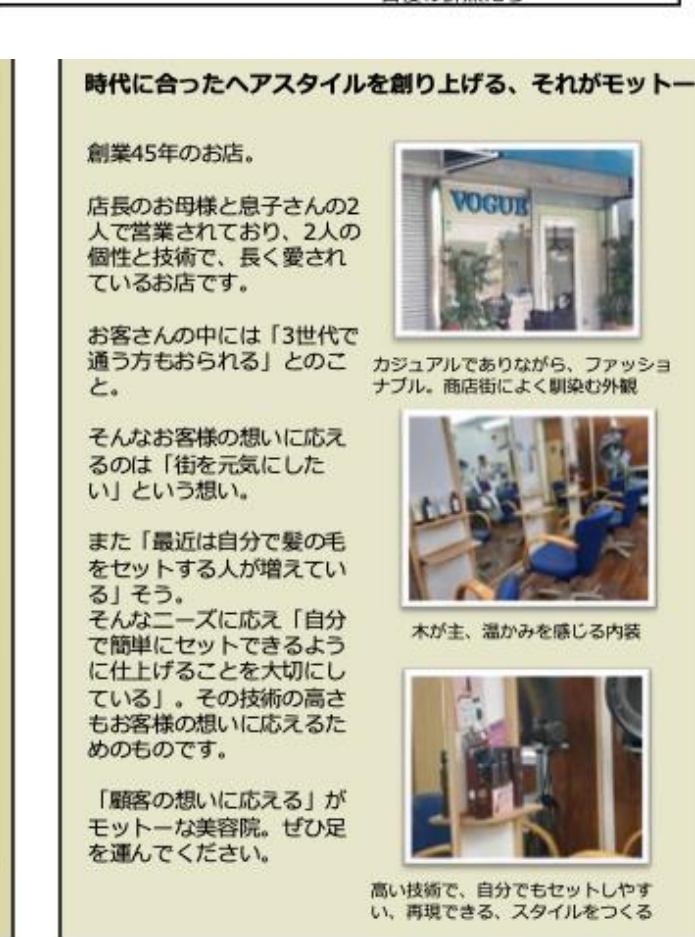 時代に合ったヘアスタイルを創り上げる、それがモットー
創業45年のお店。
店長のお母様と息子さんの2
人で営業されており、2人の
個性と技術で、長く愛され
ているお店です。
お客さんの中には「3世代で
通う方もおられる」とのこ
と。
そんなお客様の想いに応え
るのは「街を元気にした
い」という想い。
また「最近は自分で髪の毛
をセットする人が増えてい
る」そう。
そんなニーズに応え「自分
で簡単にセットできるよう
に仕上げることを大切にし
ている」。その技術の高さ
もお客様の想いに応えるた
めのものです。
「顧客の想いに応える」が
モットーな美容院。ぜひ足
を運んでください。
VOGUE
カジュアルでありながら、ファッショ
ナブル。商店街によく馴染む外観
木が主、温かみを感じる内装
高い技術で、自分でもセットしやす
い、再現できる、スタイルをつくる